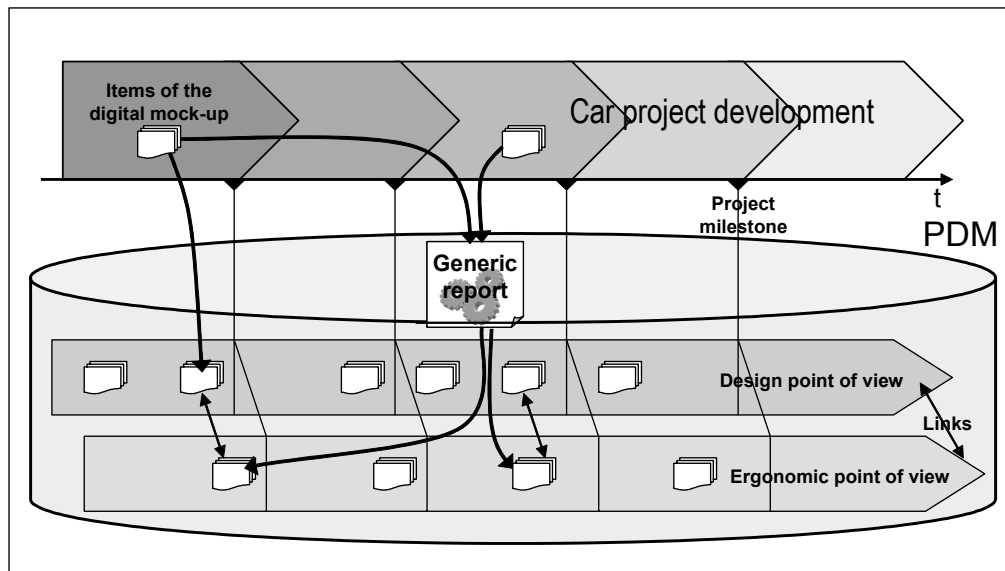 Items of the
digital mock-up
Car project development
t
Project
milestone
PDM
Generic
report
Design point of view
Links
Ergonomic point of view